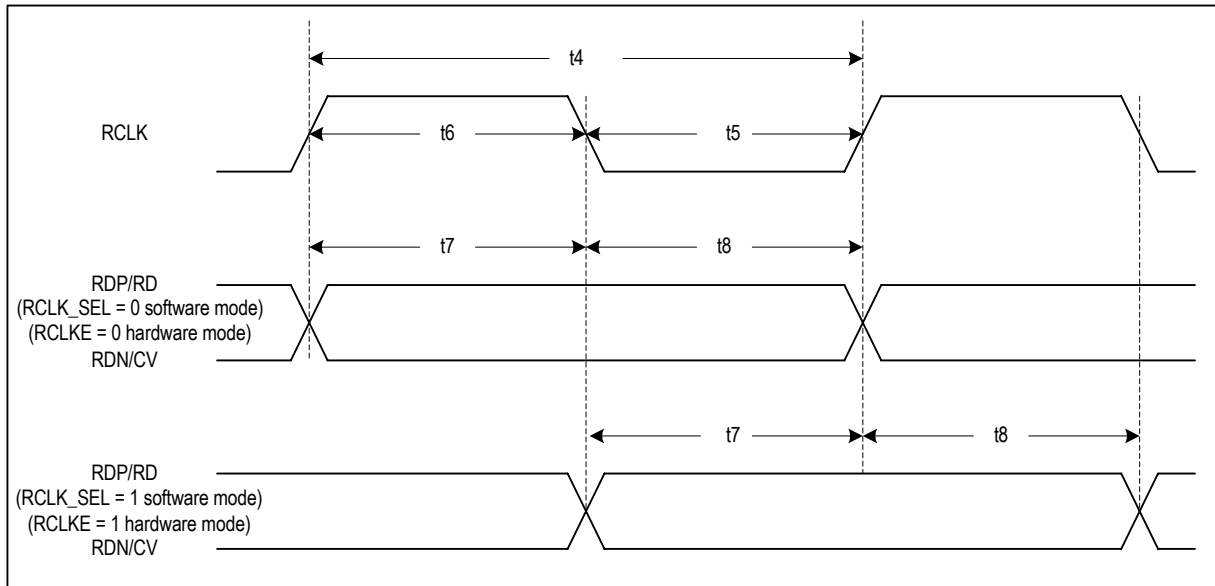 t4
RCLK
t6
t5
t7
t8
RDP/RD
(RCLK_SEL = 0 software mode)
(RCLKE = 0 hardware mode)
RDN/CV
t7
t8
RDP/RD
(RCLK_SEL = 1 software mode)
(RCLKE = 1 hardware mode)
RDN/CV